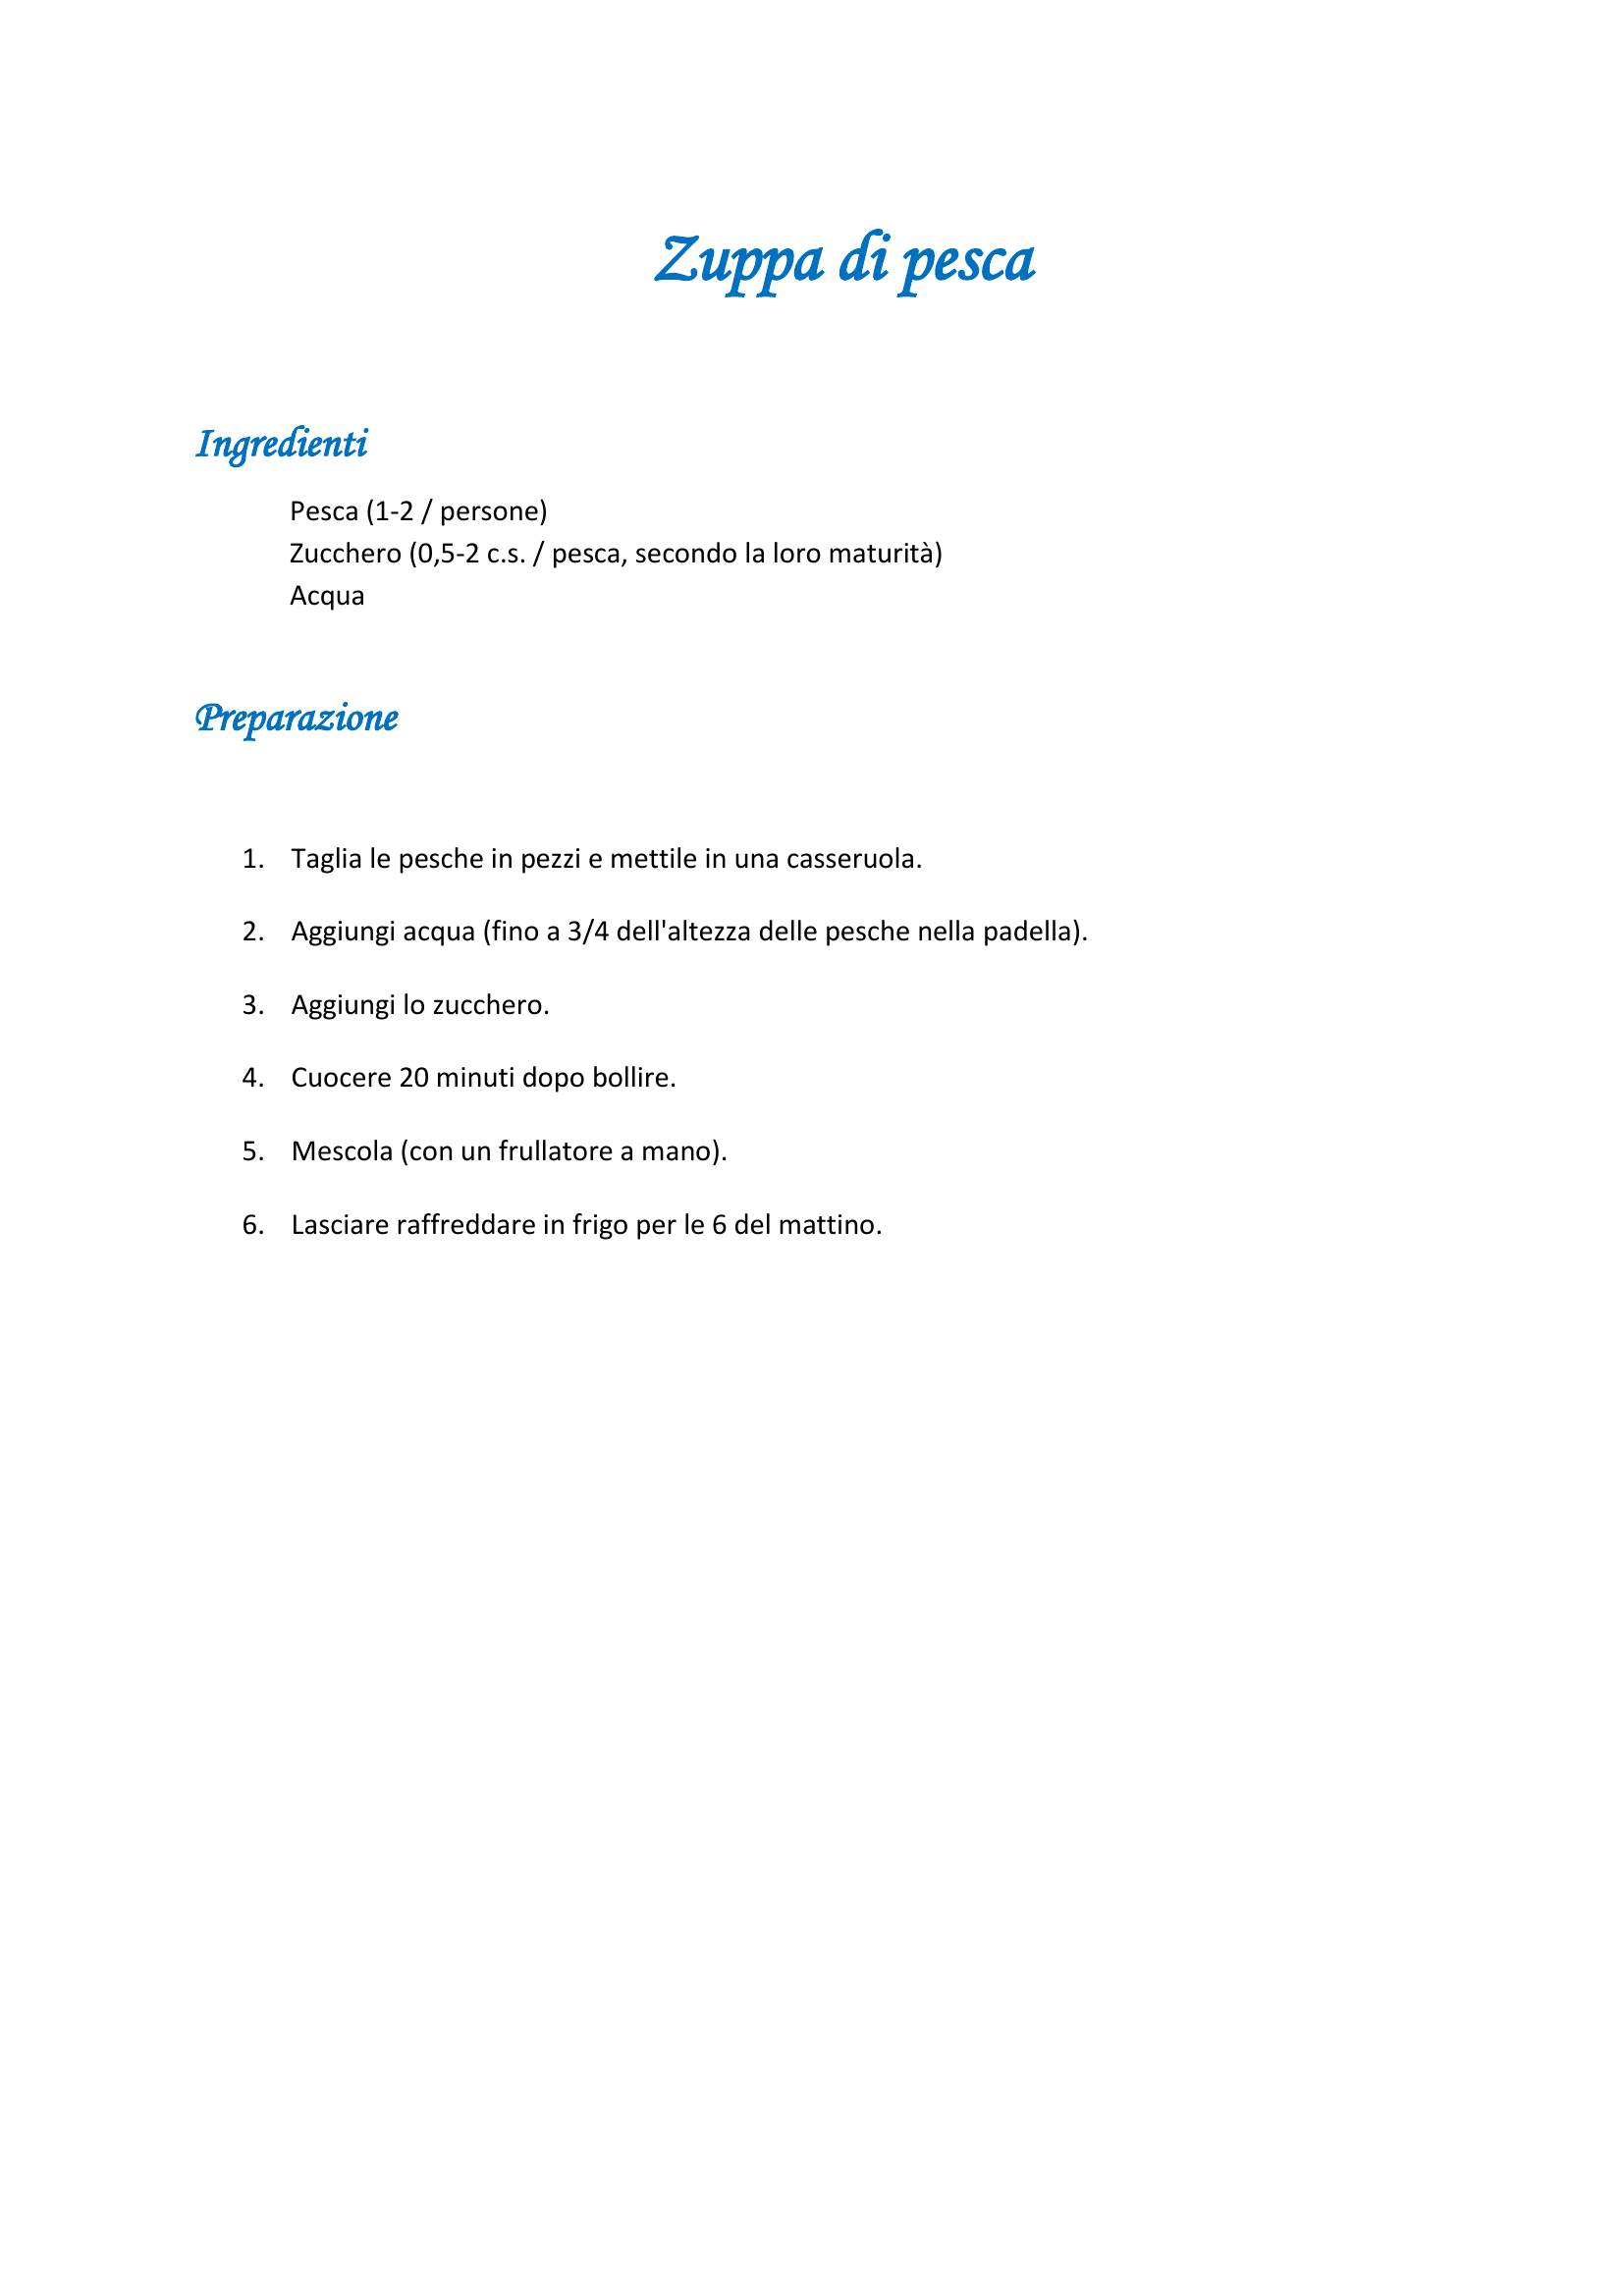 Zuppa di pesca
Ingredienti
Pesca (1-2 / persone)
Zucchero (0,5-2 c.s. / pesca, secondo la loro maturità)
Acqua
Preparazione
1. Taglia le pesche in pezzi e mettile in una casseruola.
2. Aggiungi acqua (fino a 3/4 dell'altezza delle pesche nella padella).
3. Aggiungi lo zucchero.
4. Cuocere 20 minuti dopo bollire.
5. Mescola (con un frullatore a mano).
6. Lasciare raffreddare in frigo per le 6 del mattino.